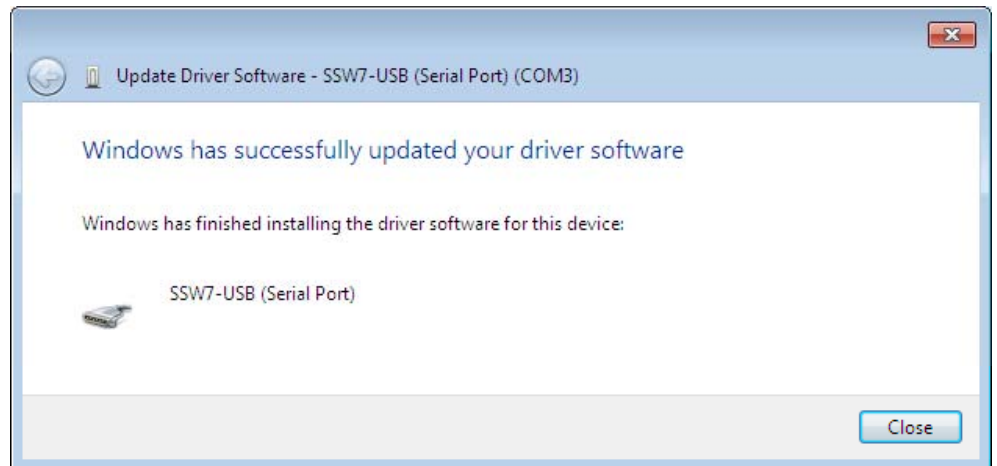 Update Driver Software - SSW7-USB (Serial Port) (COM3)
Windows has successfully updated your driver software
Windows has finished installing the driver software for this device:
SSW7-USB (Serial Port)
Close